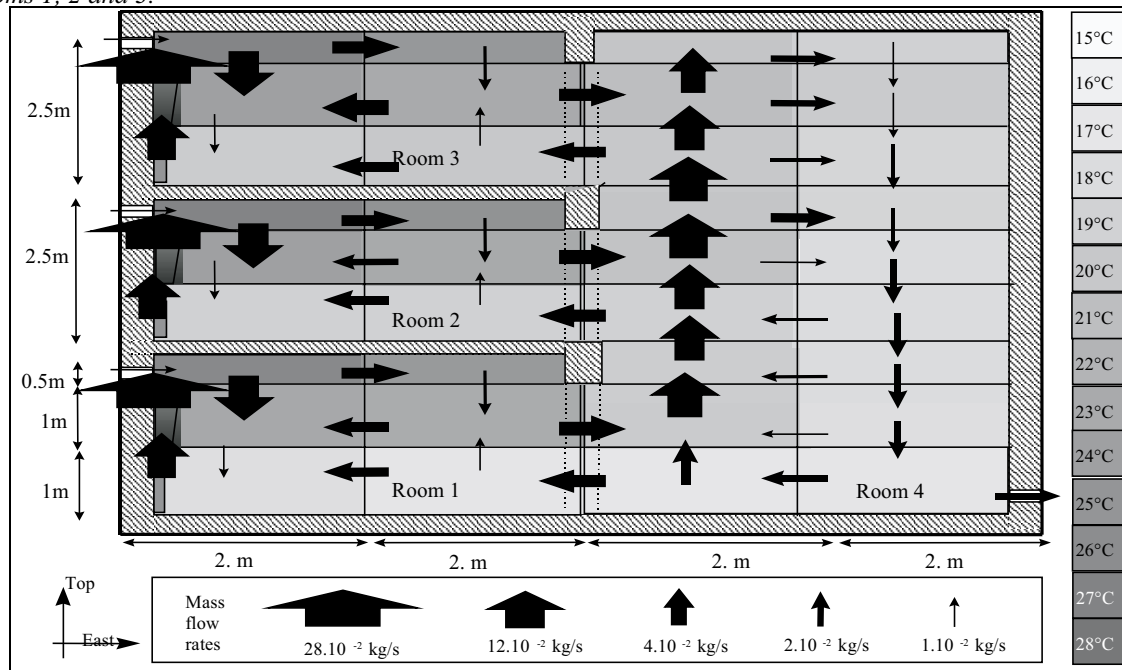 oms 1, 2 and 3.
15°C
16°C
17°C
18°C
19°C
20°C
21°C
22°C
23°C
24°C
25°C
26°C
27°C
28°C
2.5m
2.5m
0.5m
1m
1m
Room 3
Room 2
Room 1
Room 4
2. m
2. m
2. m
2. m
Top
East
Mass
flow
rates
28.10 -2 kg/s
12.10 -2 kg/s
4.10 -2 kg/s
2.10 -2 kg/s
1.10 -2 kg/s